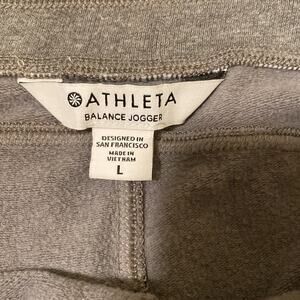 ATHLETA
BALANCE JOGGER
DESIGNED IN
SAN FRANCISCO
MADE IN
VIETNAM
L